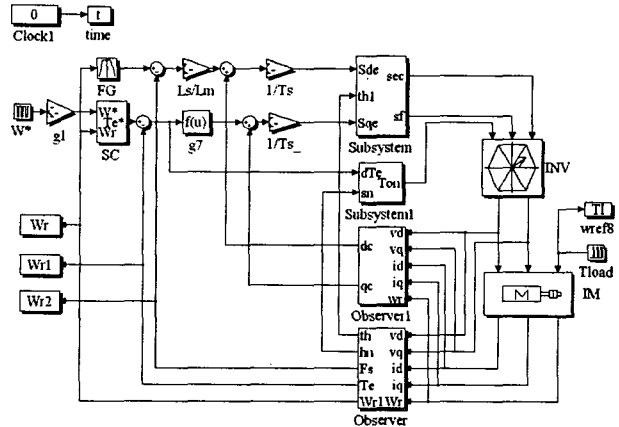 0
t
Clock1
time
FG
Ls/Lm
1/Ts
Sde
th1
Sqe
sec
sf
Subsystem
W*
g1
W*
Te*
Wr
SC
f(u)
g7
1/Ts_
INV
dTe
Ton
sn
Subsystem1
Tl
wref8
Wr
Wr1
Wr2
dc
qc
vd
vq
id
iq
Wr
Observer1
Tload
M
IM
th
hn
Fs
Te
Wr1
vd
vq
id
iq
Wr
Observer